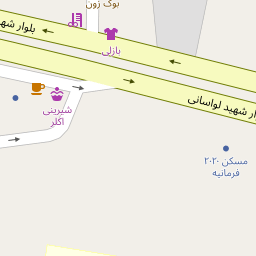 بوک زون
بلوار شه
بازلی
شیرینی
اکلر
ار شهید لواسانی
مسکن ۲۰۲۰
فرمانیه